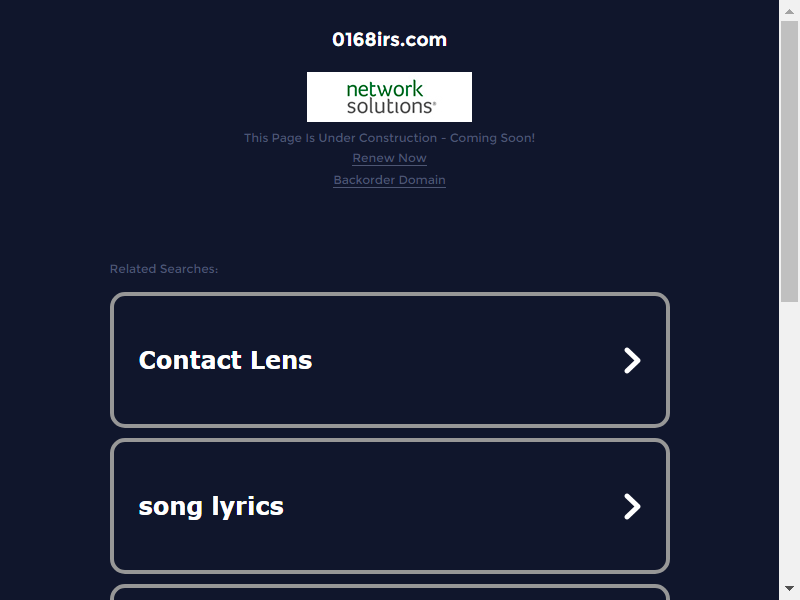 0168irs.com
network
solutions®
This Page Is Under Construction - Coming Soon!
Renew Now
Backorder Domain
Related Searches:
Contact Lens
song lyrics